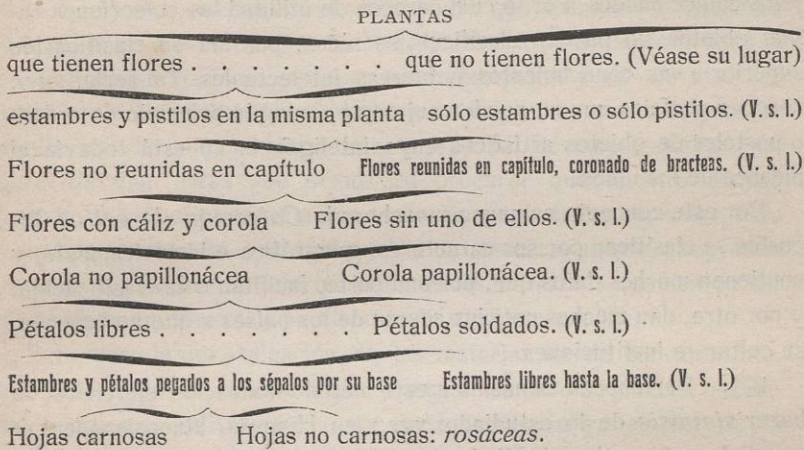 PLANTAS
que tienen flores . . . . . . . que no tienen flores. (Véase su lugar)
estambres y pistilos en la misma planta sólo estambres o sólo pistilos. (V. s. l.)
Flores no reunidas en capítulo Flores reunidas en capítulo, coronado de bracteas. (V. s. l.)
Flores con cáliz y corola Flores sin uno de ellos. (V. s. l.)
Corola no papillonácea Corola papillonácea. (V. s. l.)
Pétalos libres . . . . . . . . Pétalos soldados. (V. s. l.)
Estambres y pétalos pegados a los sépalos por su base Estambres libres hasta la base. (V. s. l.)
Hojas carnosas Hojas no carnosas: rosáceas.